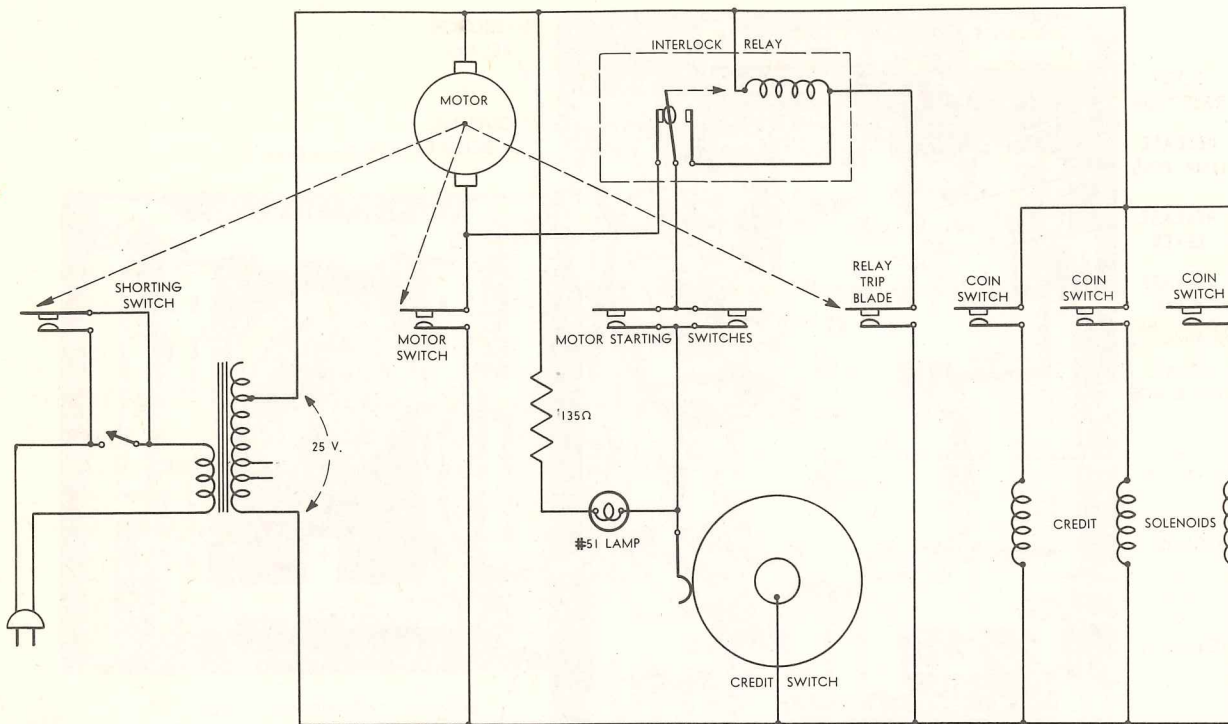 INTERLOCK RELAY
MOTOR
SHORTING
SWITCH
MOTOR
SWITCH
MOTOR STARTING SWITCHES
RELAY
TRIP
BLADE
COIN
SWITCH
COIN
SWITCH
COIN
SWITCH
135Ω
25 V.
#51 LAMP
CREDIT SOLENOIDS
CREDIT SWITCH